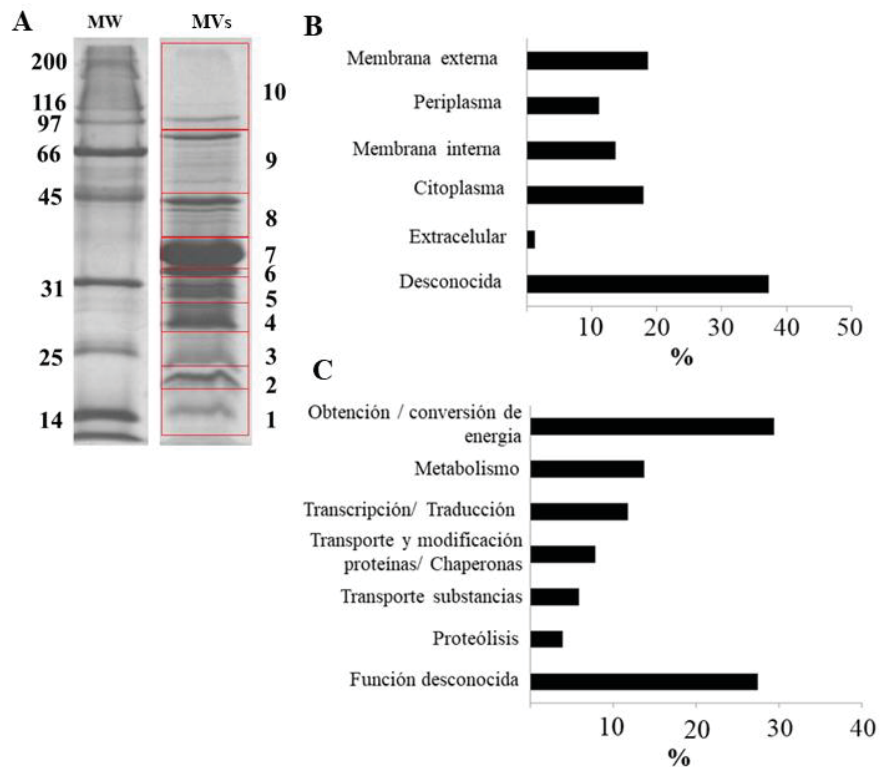 A
MW
MVs
200
116
97
66
45
31
25
14
10
9
8
7
6
5
4
3
2
1
B
Membrana externa
Periplasma
Membrana interna
Citoplasma
Extracelular
Desconocida
10 20 30 40 50
%
C
Obtención / conversión de
energia
Metabolismo
Transcripción/ Traducción
Transporte y modificación
proteínas/ Chaperonas
Transporte substancias
Proteólisis
Función desconocida
10 20 30 40
%